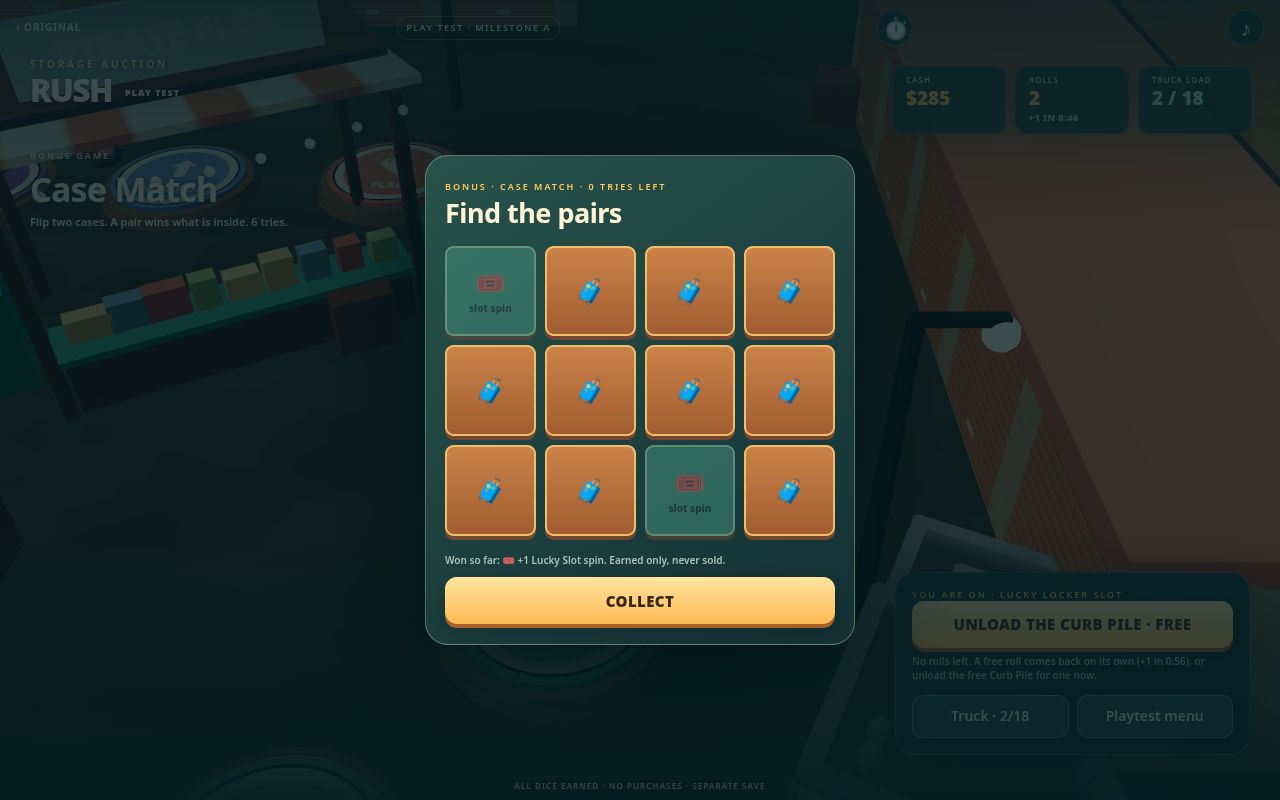 ‹ ORIGINAL
PLAY TEST · MILESTONE A
STORAGE AUCTION
RUSH PLAY TEST
CASH
$285
ROLLS
2
+1 IN 0:46
TRUCK LOAD
2 / 18
BONUS GAME
Case Match
Flip two cases. A pair wins what is inside. 6 tries.
BONUS · CASE MATCH · 0 TRIES LEFT
Find the pairs
slot spin
slot spin
Won so far: 🎟️ +1 Lucky Slot spin. Earned only, never sold.
COLLECT
YOU ARE ON · LUCKY LOCKER SLOT
UNLOAD THE CURB PILE · FREE
No rolls left. A free roll comes back on its own (+1 in 0:56), or
unload the free Curb Pile for one now.
Truck · 2/18
Playtest menu
ALL DICE EARNED · NO PURCHASES · SEPARATE SAVE